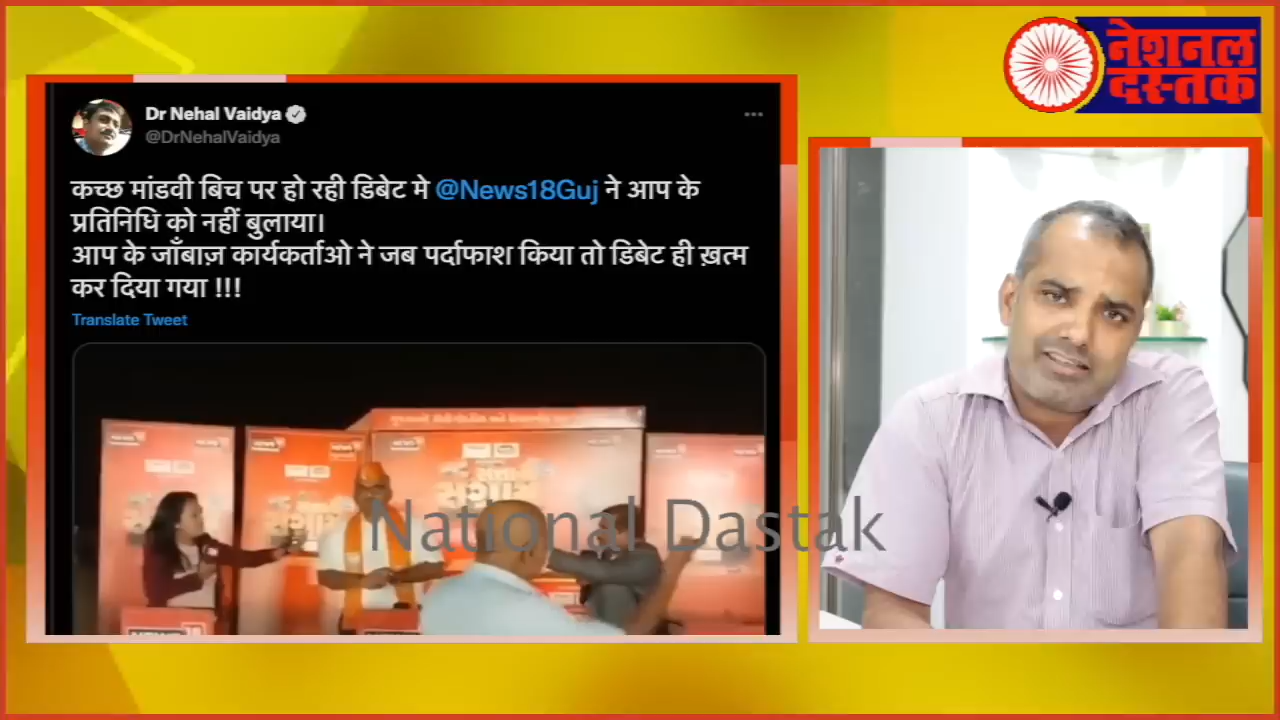 नेशनल
दस्तक
Dr Nehal Vaidya
@DrNehalVaidya
कच्छ मांडवी बिच पर हो रही डिबेट मे @News18Guj ने आप के
प्रतिनिधि को नहीं बुलाया।
आप के जाँबाज़ कार्यकर्ताओ ने जब पर्दाफाश किया तो डिबेट ही ख़त्म
कर दिया गया !!!
Translate Tweet
National Dastak